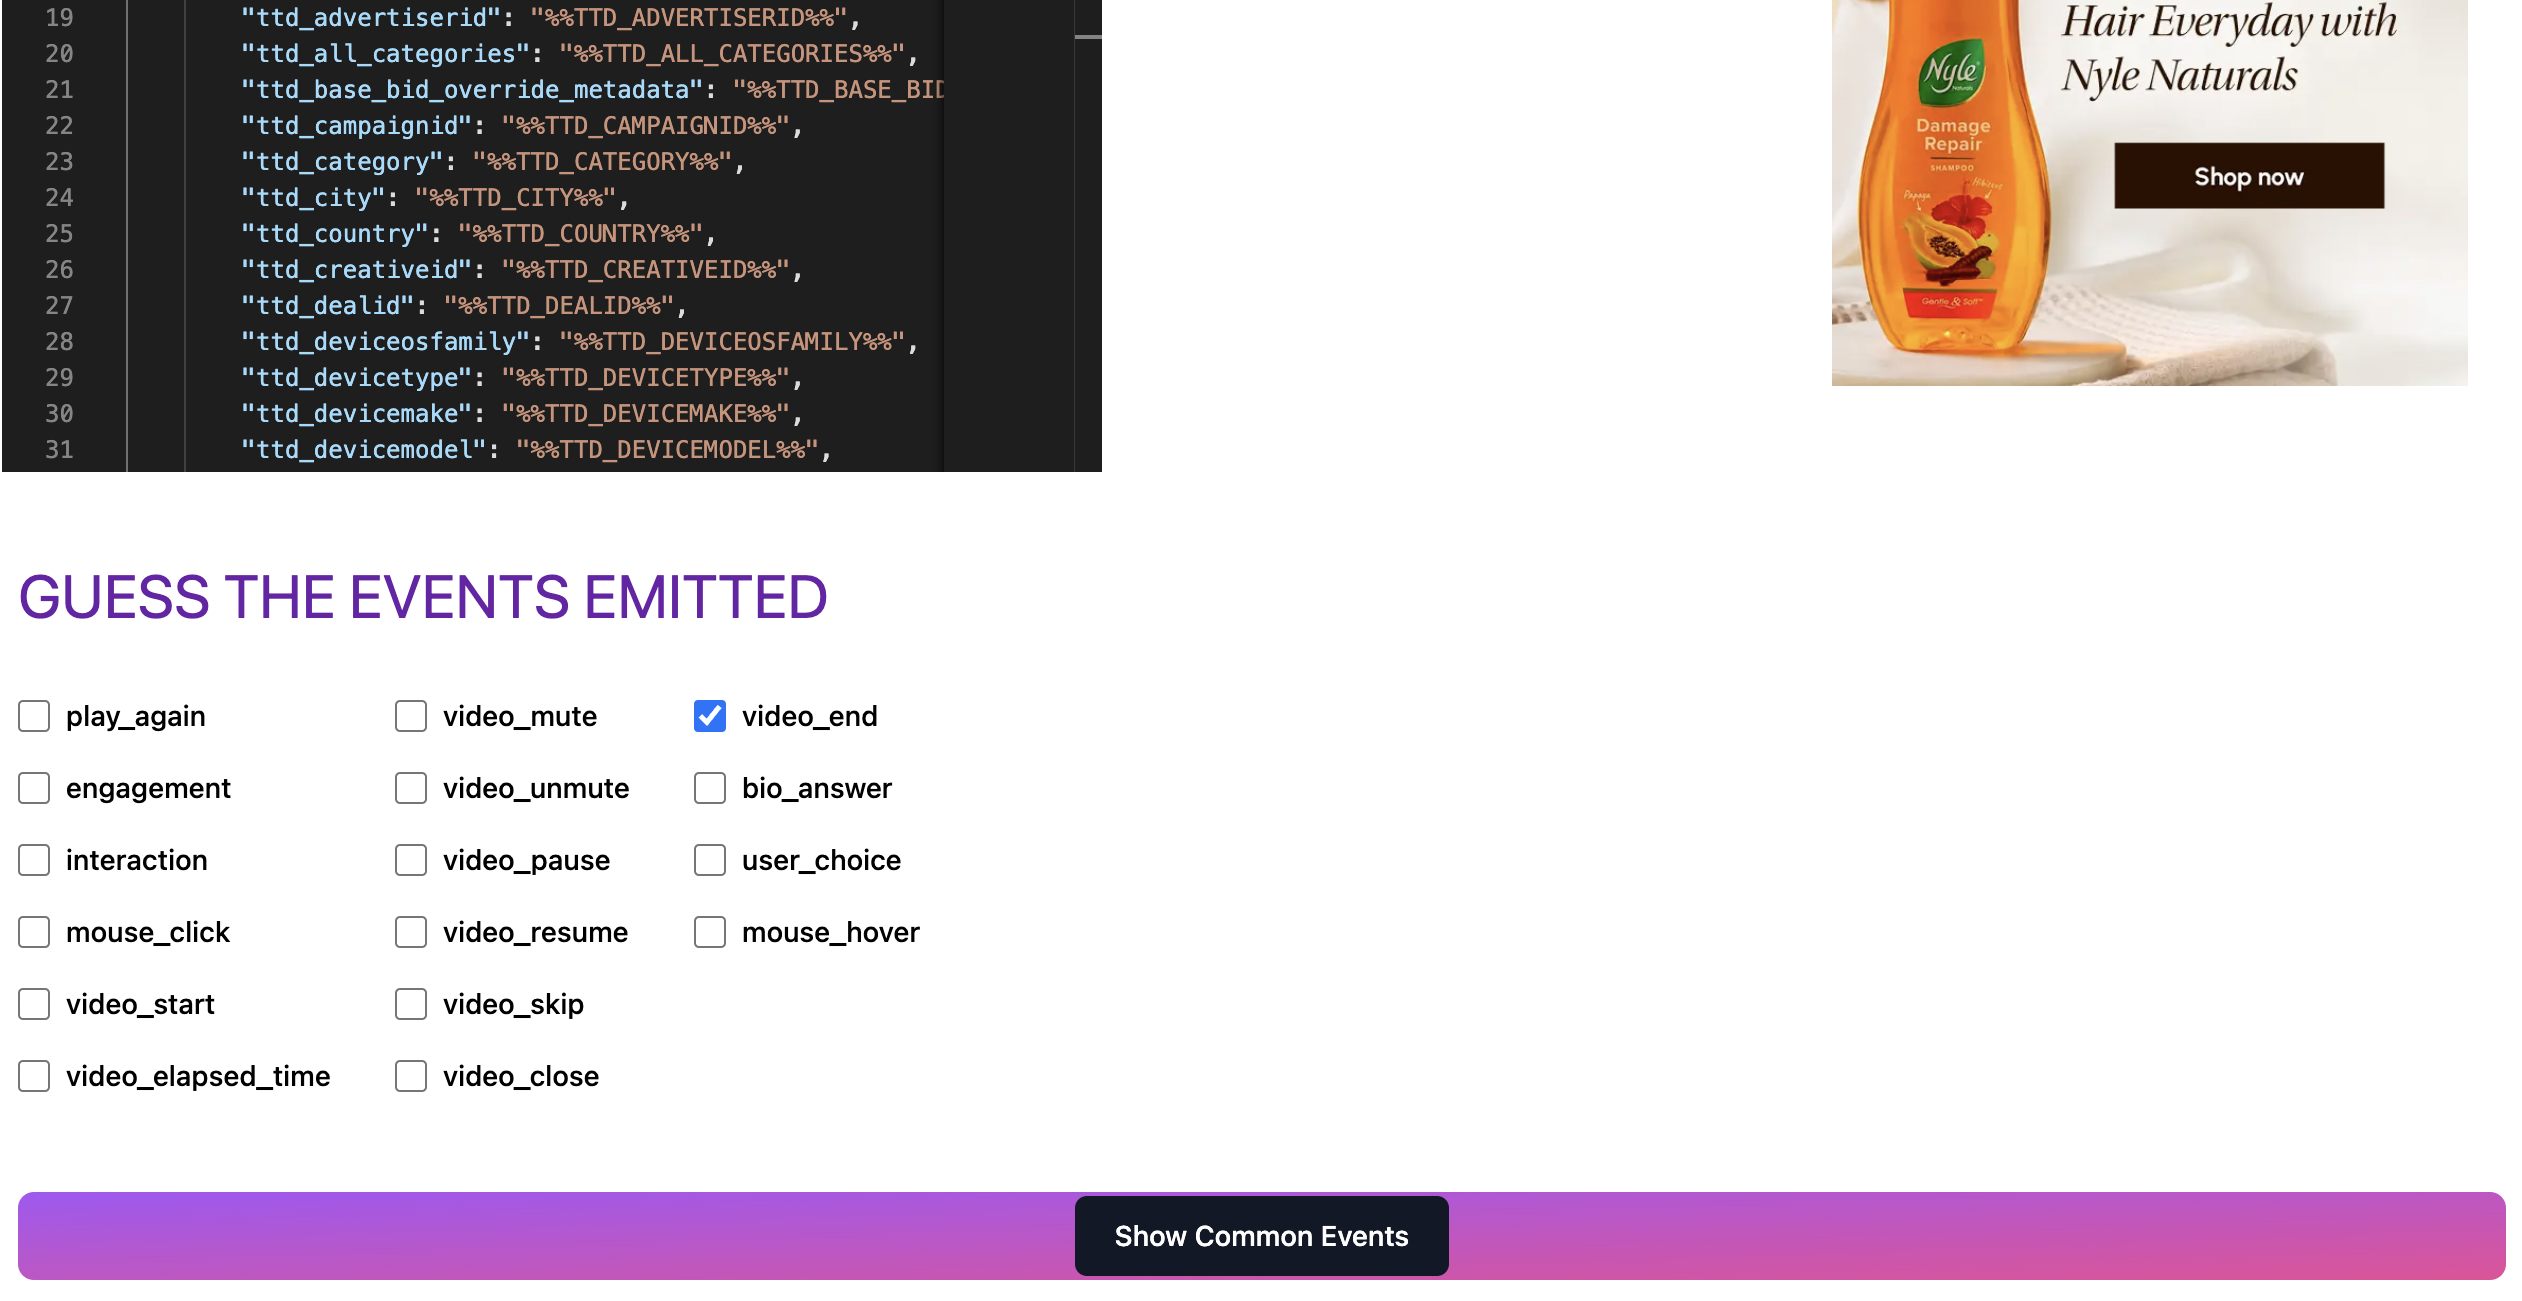 19 "ttd_advertiserid": "%%TTD_ADVERTISERID%%",
20 "ttd_all_categories": "%%TTD_ALL_CATEGORIES%%",
21 "ttd_base_bid_override_metadata": "%%TTD_BASE_BID
22 "ttd_campaignid": "%%TTD_CAMPAIGNID%%",
23 "ttd_category": "%%TTD_CATEGORY%%",
24 "ttd_city": "%%TTD_CITY%%",
25 "ttd_country": "%%TTD_COUNTRY%%",
26 "ttd_creativeid": "%%TTD_CREATIVEID%%",
27 "ttd_dealid": "%%TTD_DEALID%%",
28 "ttd_deviceosfamily": "%%TTD_DEVICEOSFAMILY%%",
29 "ttd_devicetype": "%%TTD_DEVICETYPE%%",
30 "ttd_devicemake": "%%TTD_DEVICEMAKE%%",
31 "ttd_devicemodel": "%%TTD_DEVICEMODEL%%",
Hair Everyday with
Nyle Naturals
Shop now
Nyle
Naturals
Damage
Repair
SHAMPOO
Papaya
Hibiscus
Gentle & Soft™
GUESS THE EVENTS EMITTED
play_again
engagement
interaction
mouse_click
video_start
video_elapsed_time
video_mute
video_unmute
video_pause
video_resume
video_skip
video_close
video_end
bio_answer
user_choice
mouse_hover
Show Common Events